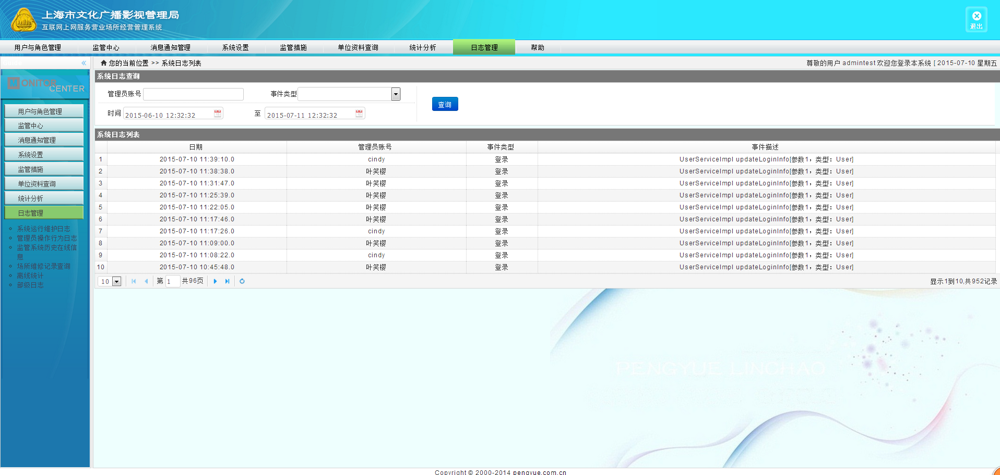 上海市文化广播影视管理局
互联网上网服务营业场所经营管理系统
退出
用户与角色管理 监管中心 消息通知管理 系统设置 监管措施 单位资料查询 统计分析 日志管理 帮助
您的当前位置 >> 系统日志列表
尊敬的用户 admintest 欢迎您登录本系统 [ 2015-07-10 星期五
MONITOR
CENTER
用户与角色管理
监管中心
消息通知管理
系统设置
监管措施
单位资料查询
统计分析
日志管理
系统运行维护日志
管理员操作行为日志
监管系统历史在线信
息
场所维修记录查询
离线统计
部级日志
系统日志查询
管理员账号 事件类型
时间 2015-06-10 12:32:32 至 2015-07-11 12:32:32
查询
系统日志列表
日期 管理员账号 事件类型 事件描述
1 2015-07-10 11:39:10.0 cindy 登录 UserServiceImpl updateLoginInfo[参数1，类型：User]
2 2015-07-10 11:38:38.0 叶笑樱 登录 UserServiceImpl updateLoginInfo[参数1，类型：User]
3 2015-07-10 11:31:47.0 叶笑樱 登录 UserServiceImpl updateLoginInfo[参数1，类型：User]
4 2015-07-10 11:25:39.0 叶笑樱 登录 UserServiceImpl updateLoginInfo[参数1，类型：User]
5 2015-07-10 11:22:05.0 叶笑樱 登录 UserServiceImpl updateLoginInfo[参数1，类型：User]
6 2015-07-10 11:17:46.0 叶笑樱 登录 UserServiceImpl updateLoginInfo[参数1，类型：User]
7 2015-07-10 11:17:26.0 cindy 登录 UserServiceImpl updateLoginInfo[参数1，类型：User]
8 2015-07-10 11:09:00.0 叶笑樱 登录 UserServiceImpl updateLoginInfo[参数1，类型：User]
9 2015-07-10 11:08:22.0 cindy 登录 UserServiceImpl updateLoginInfo[参数1，类型：User]
10 2015-07-10 10:45:48.0 叶笑樱 登录 UserServiceImpl updateLoginInfo[参数1，类型：User]
10 第 1 共96页
显示1到10,共952记录
PENGYUE LINGHAO
Copyright © 2000-2014 pengyue.com.cn